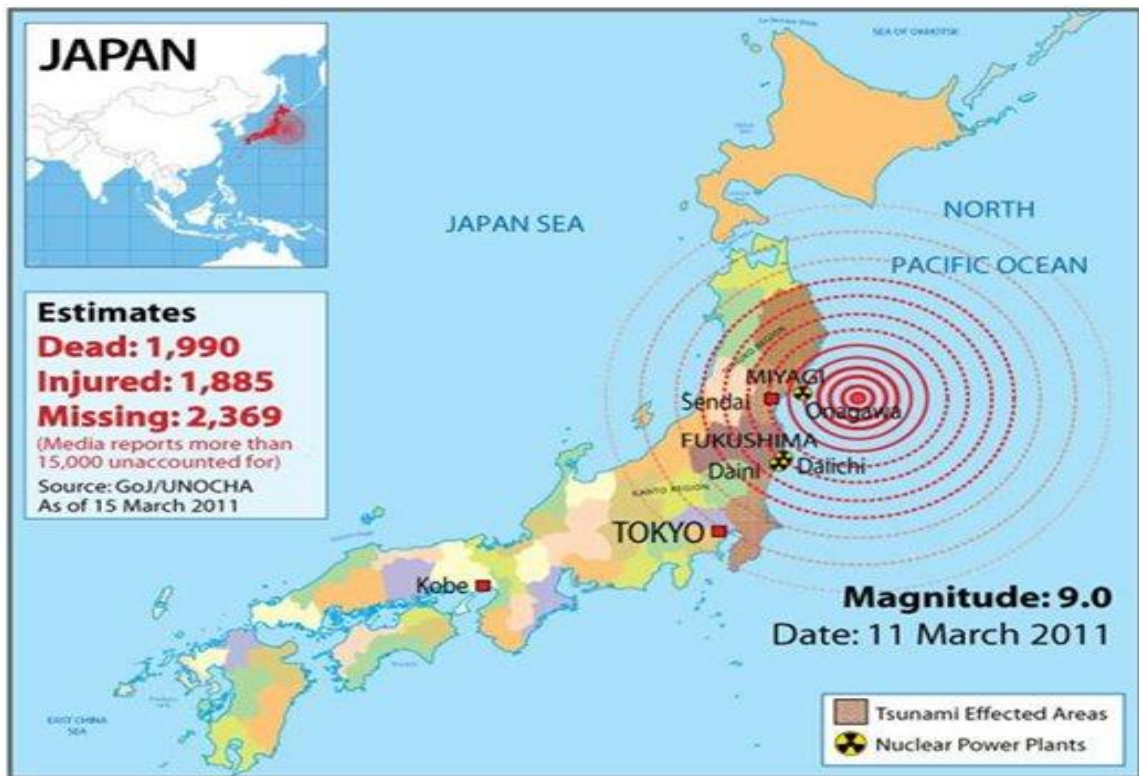 JAPAN
SEA OF OKHOTSK
JAPAN SEA
NORTH
PACIFIC OCEAN
Estimates
Dead: 1,990
Injured: 1,885
Missing: 2,369
(Media reports more than
15,000 unaccounted for)
Source: GoJ/UNOCHA
As of 15 March 2011
MIYAGI
Sendai
Onagawa
FUKUSHIMA
Daini
Daiichi
KANTO REGION
TOKYO
Kobe
Magnitude: 9.0
Date: 11 March 2011
EAST CHINA
SEA
Tsunami Effected Areas
Nuclear Power Plants